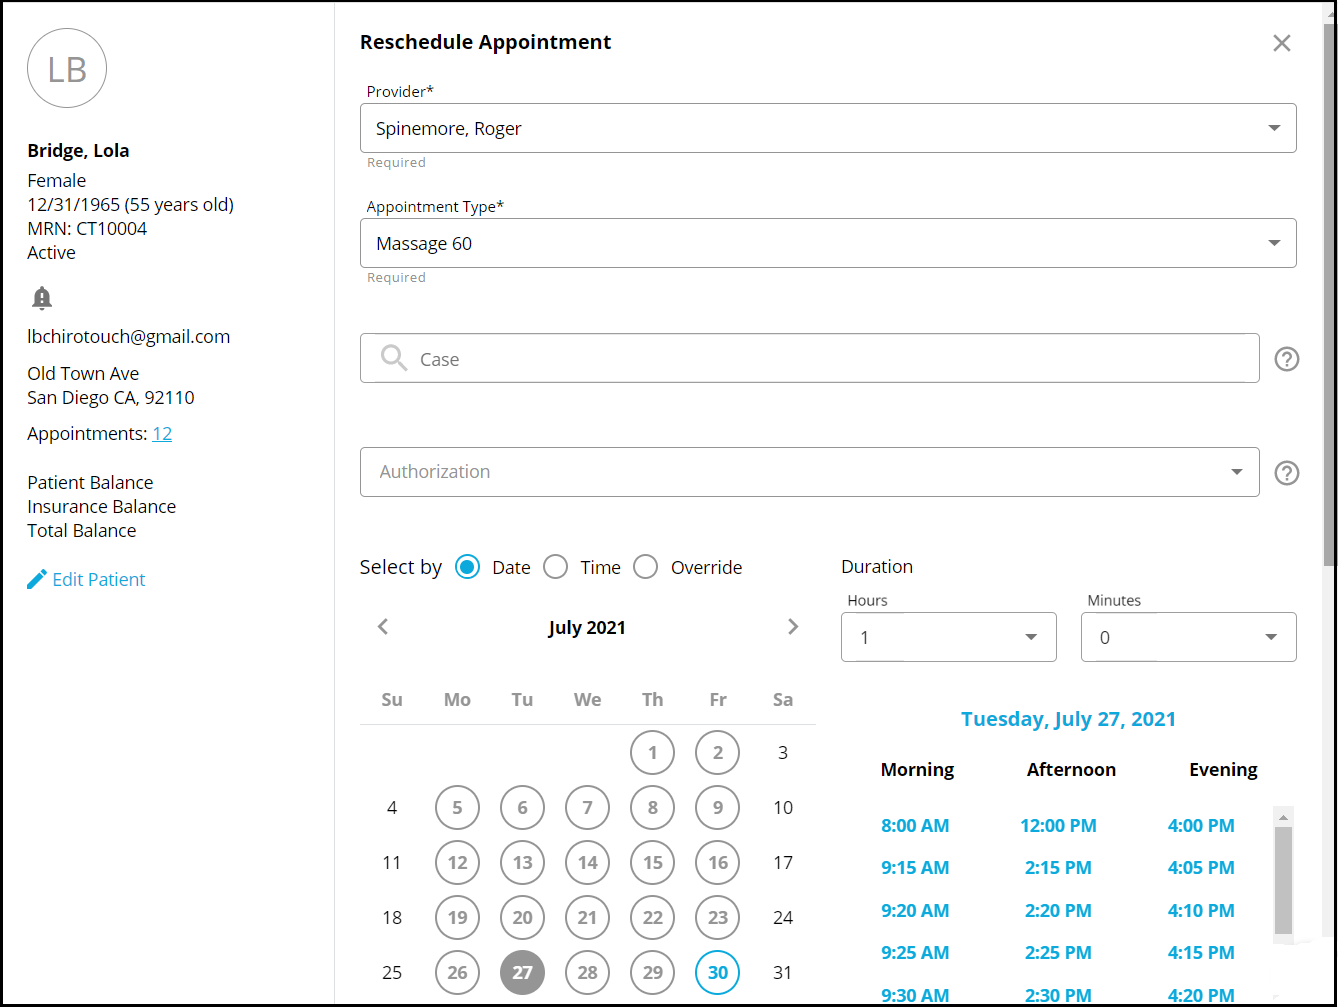 LB
Bridge, Lola
Female
12/31/1965 (55 years old)
MRN: CT10004
Active
lbchirotouch@gmail.com
Old Town Ave
San Diego CA, 92110
Appointments: 12
Patient Balance
Insurance Balance
Total Balance
Edit Patient
Reschedule Appointment
Provider*
Spinemore, Roger
Required
Appointment Type*
Massage 60
Required
Case
Authorization
Select by Date Time Override
July 2021
Su Mo Tu We Th Fr Sa
1 2 3
4 5 6 7 8 9 10
11 12 13 14 15 16 17
18 19 20 21 22 23 24
25 26 27 28 29 30 31
Duration
Hours Minutes
1 0
Tuesday, July 27, 2021
Morning Afternoon Evening
8:00 AM 12:00 PM 4:00 PM
9:15 AM 2:15 PM 4:05 PM
9:20 AM 2:20 PM 4:10 PM
9:25 AM 2:25 PM 4:15 PM
9:30 AM 2:30 PM 4:20 PM